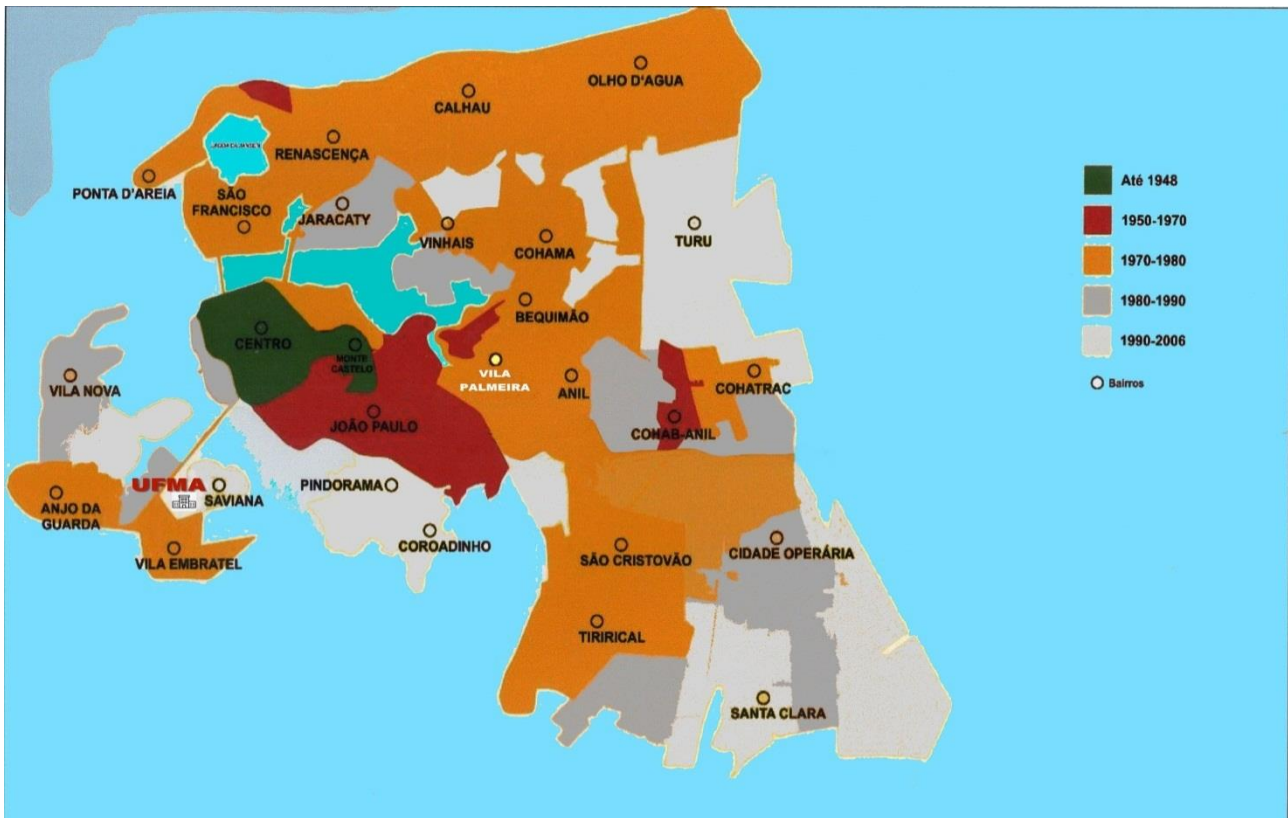 OLHO D'AGUA
CALHAU
RENASCENÇA
PONTA D'AREIA
SÃO
FRANCISCO
JARACATY
VINHAIS
COHAMA
TURU
BEQUIMÃO
CENTRO
MONTE
CASTELO
VILA
PALMEIRA
ANIL
COHATRAC
VILA NOVA
JOÃO PAULO
COHAB-ANIL
UFMA
SAVIANA
PINDORAMA
ANJO DA
GUARDA
COROADINHO
VILA EMBRATEL
SÃO CRISTOVÃO
CIDADE OPERÁRIA
TIRIRICAL
SANTA CLARA
Até 1948
1950-1970
1970-1980
1980-1990
1990-2006
Bairros